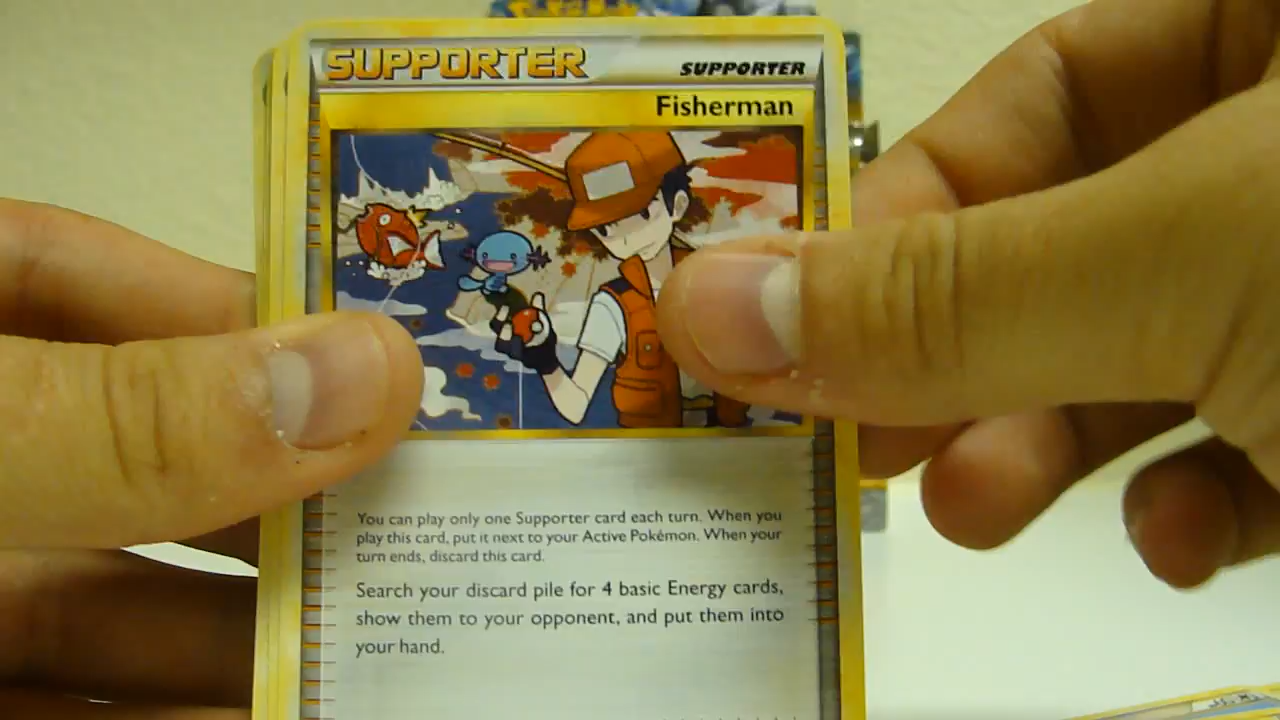 Pokémon
SUPPORTER SUPPORTER
Fisherman
You can play only one Supporter card each turn. When you
play this card, put it next to your Active Pokémon. When your
turn ends, discard this card.
Search your discard pile for 4 basic Energy cards,
show them to your opponent, and put them into
your hand.